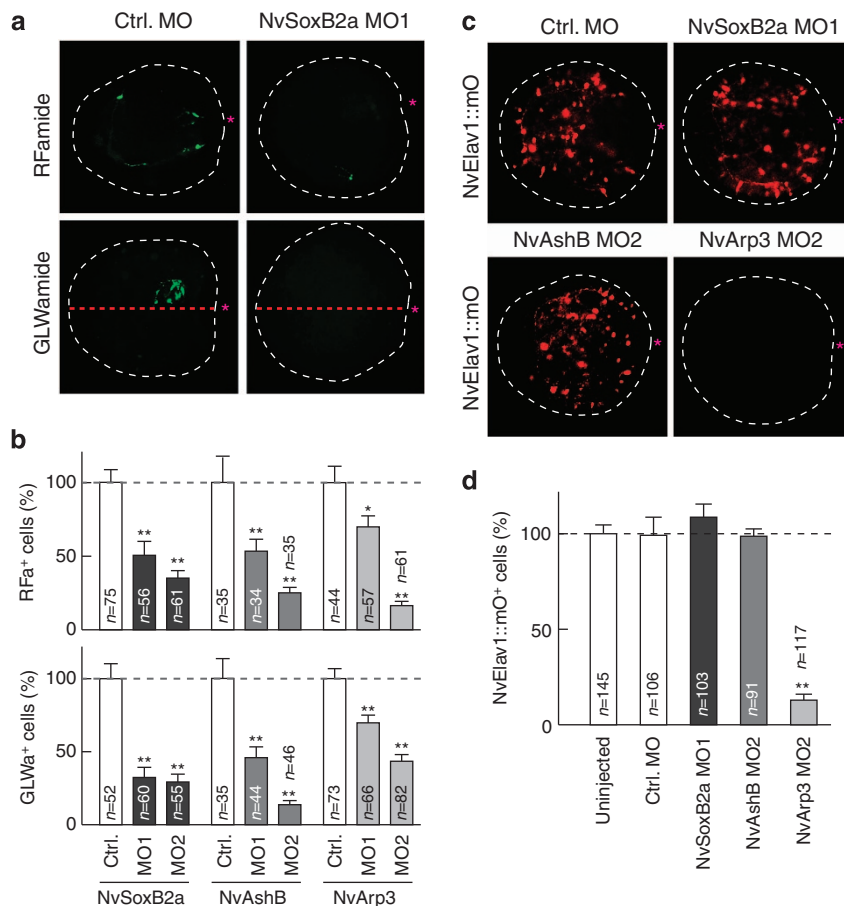 a
Ctrl. MO NvSoxB2a MO1
RFamide
*
*
GLWamide
*
*
b
RFa+ cells (%)
100
50
0
n=75
** n=56
** n=61
n=35
** n=34
** n=35
n=44
* n=57
** n=61
GLWa+ cells (%)
100
50
0
n=52
** n=60
** n=55
n=35
** n=44
** n=46
n=73
** n=66
** n=82
Ctrl. MO1 MO2 Ctrl. MO1 MO2 Ctrl. MO1 MO2
NvSoxB2a NvAshB NvArp3
c
Ctrl. MO NvSoxB2a MO1
NvElav1::mO
*
*
NvAshB MO2 NvArp3 MO2
NvElav1::mO
*
*
d
NvElav1::mO+ cells (%)
100
50
0
n=145
n=106
n=103
n=91
** n=117
Uninjected
Ctrl. MO
NvSoxB2a MO1
NvAshB MO2
NvArp3 MO2